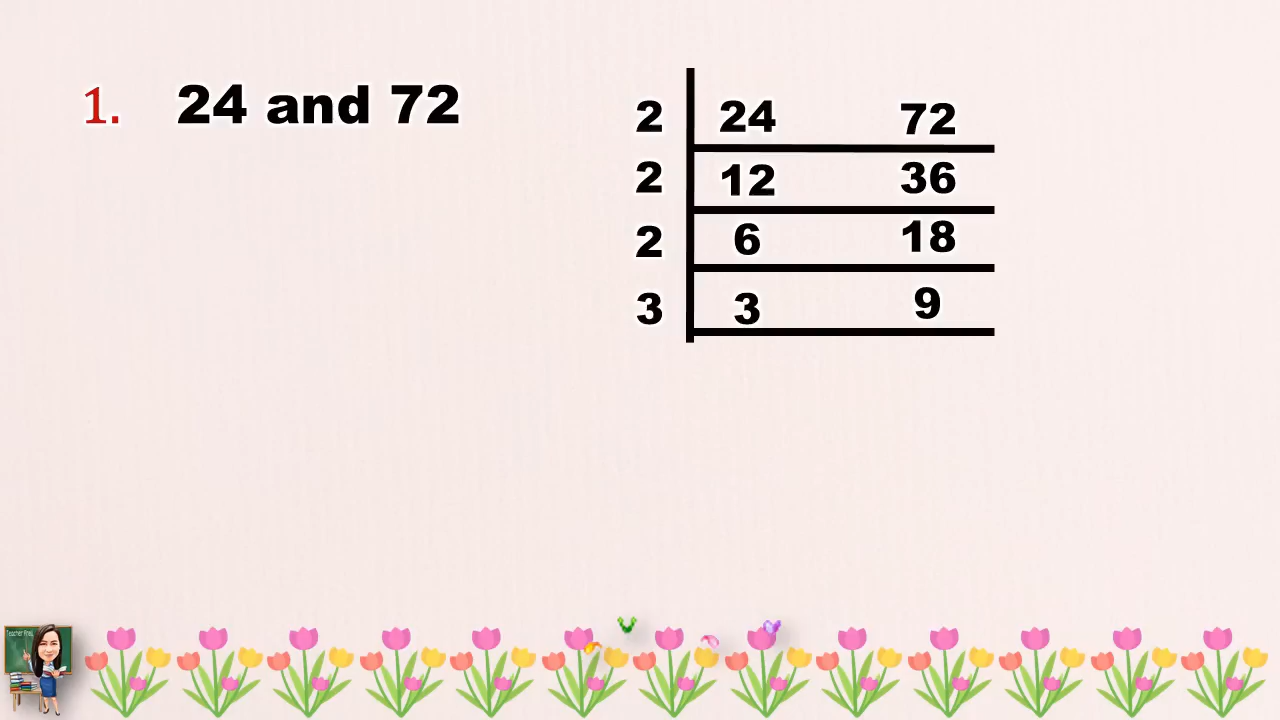 1. 24 and 72
2 24 72
2 12 36
2 6 18
3 3 9